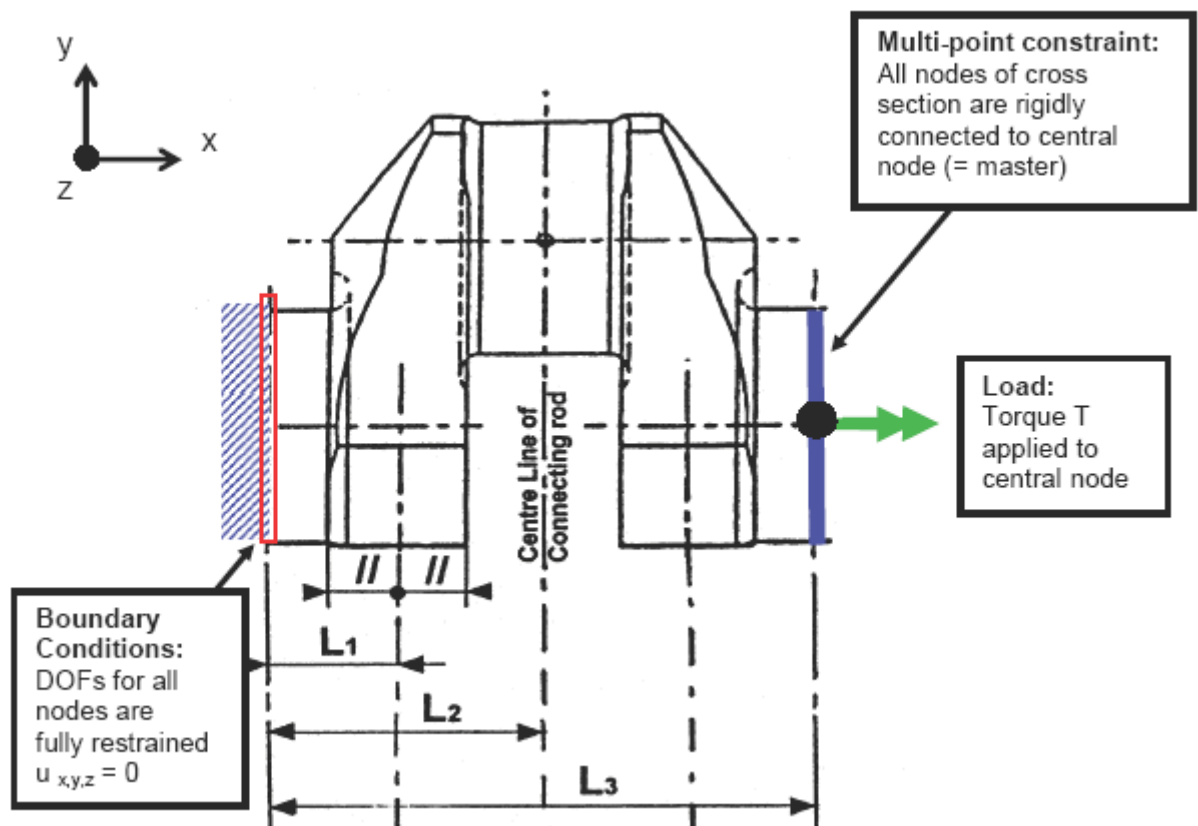 y
x
z
Multi-point constraint:
All nodes of cross
section are rigidly
connected to central
node (= master)
Load:
Torque T
applied to
central node
Centre Line of
Connecting rod
// //
Boundary
Conditions:
DOFs for all
nodes are
fully restrained
u x,y,z = 0
L1
L2
L3